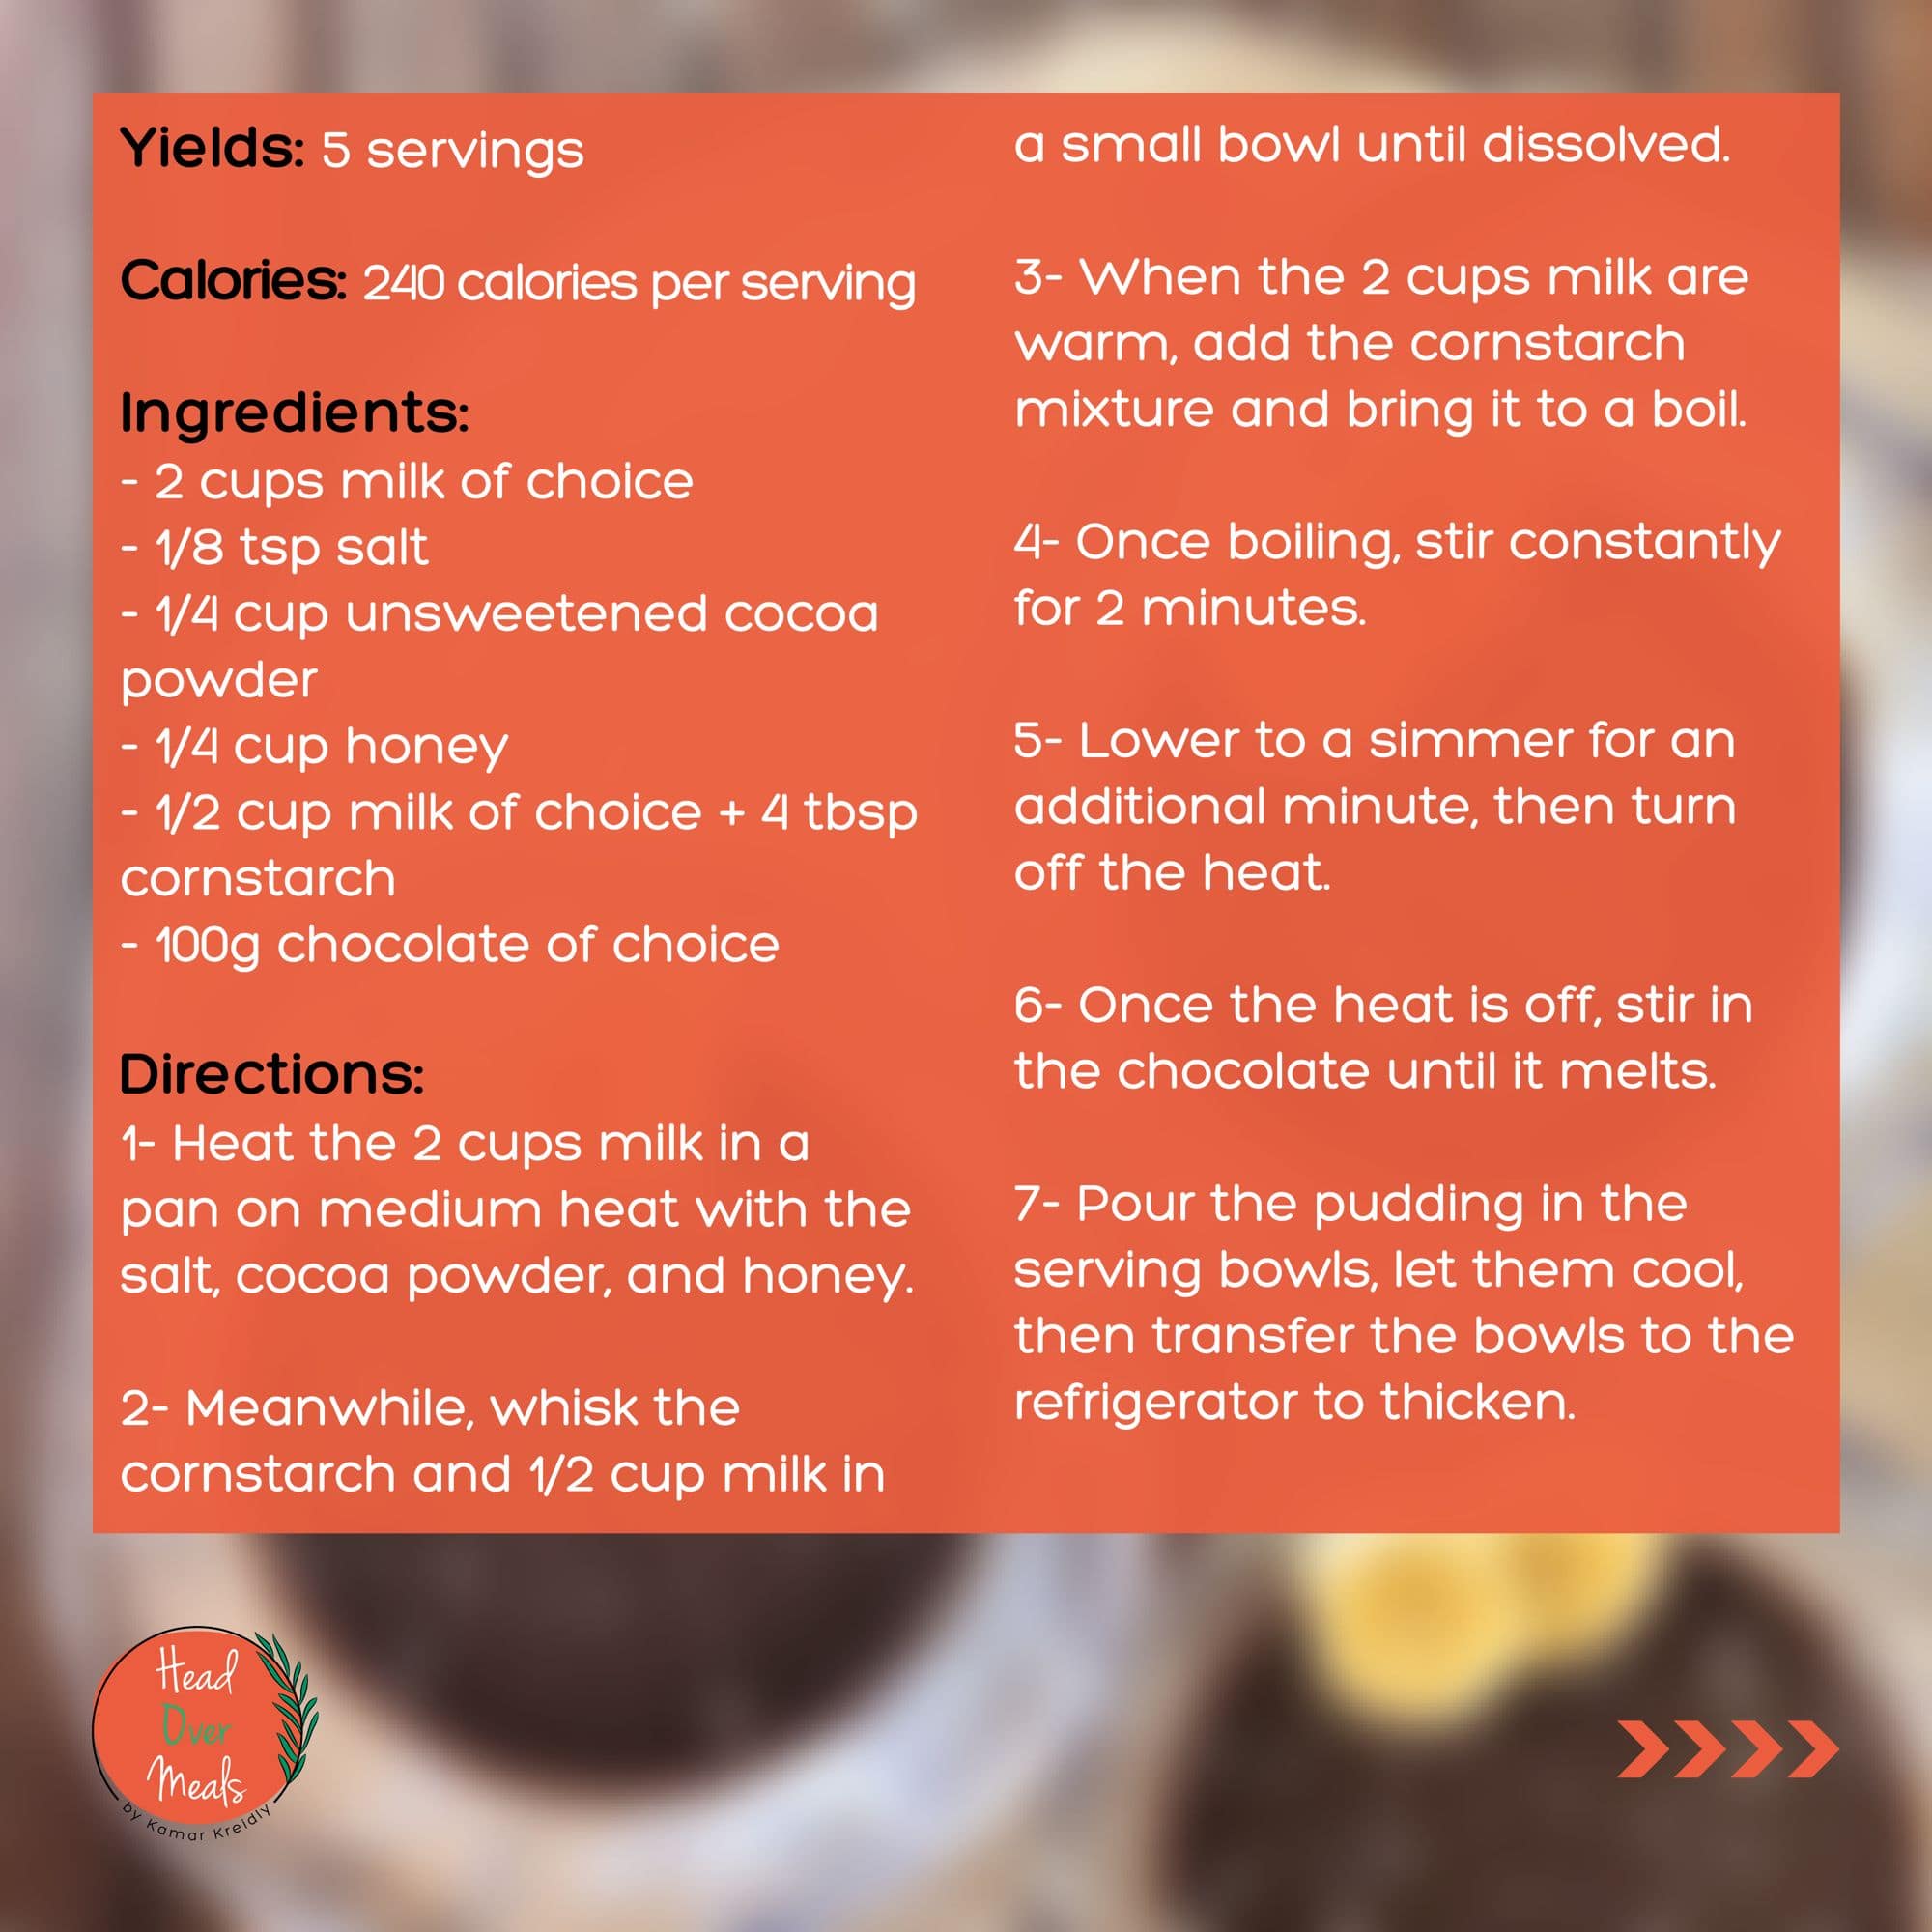 Yields: 5 servings
Calories: 240 calories per serving
Ingredients:
- 2 cups milk of choice
- 1/8 tsp salt
- 1/4 cup unsweetened cocoa
powder
- 1/4 cup honey
- 1/2 cup milk of choice + 4 tbsp
cornstarch
- 100g chocolate of choice
Directions:
1- Heat the 2 cups milk in a
pan on medium heat with the
salt, cocoa powder, and honey.
2- Meanwhile, whisk the
cornstarch and 1/2 cup milk in
a small bowl until dissolved.
3- When the 2 cups milk are
warm, add the cornstarch
mixture and bring it to a boil.
4- Once boiling, stir constantly
for 2 minutes.
5- Lower to a simmer for an
additional minute, then turn
off the heat.
6- Once the heat is off, stir in
the chocolate until it melts.
7- Pour the pudding in the
serving bowls, let them cool,
then transfer the bowls to the
refrigerator to thicken.
Head
Over
Meals
by Kamar Kreidly